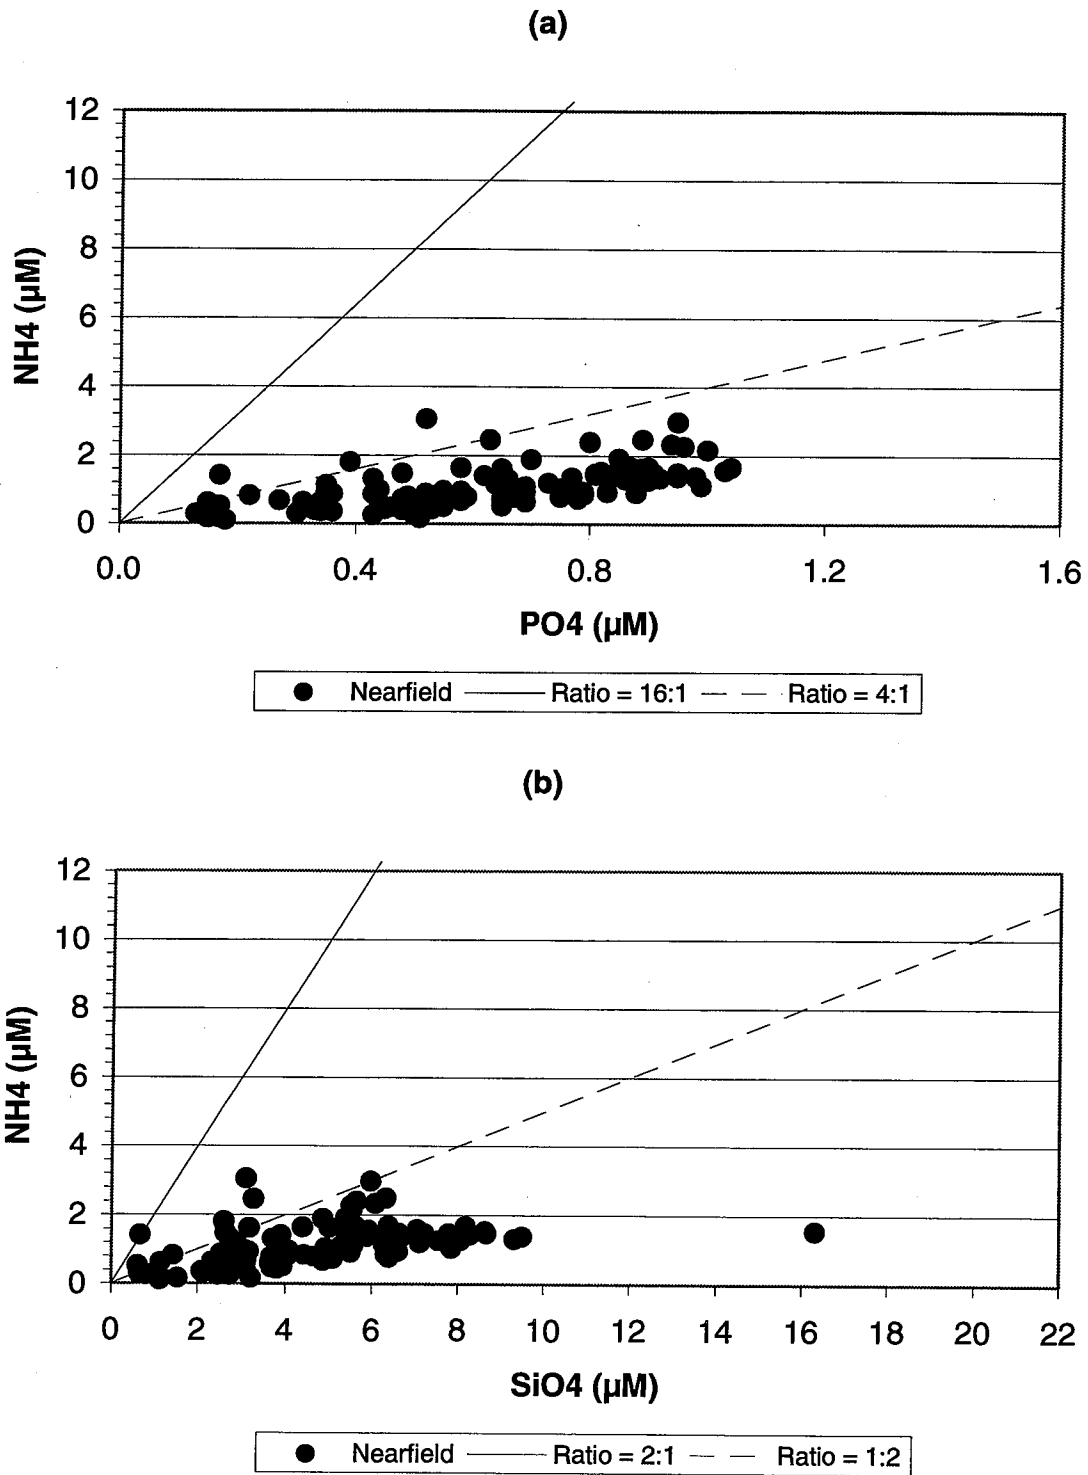 (a)
12
10
8
6
4
2
0
NH4 (µM)
0.0 0.4 0.8 1.2 1.6
PO4 (µM)
Nearfield Ratio = 16:1 Ratio = 4:1
(b)
12
10
8
6
4
2
0
NH4 (µM)
0 2 4 6 8 10 12 14 16 18 20 22
SiO4 (µM)
Nearfield Ratio = 2:1 Ratio = 1:2